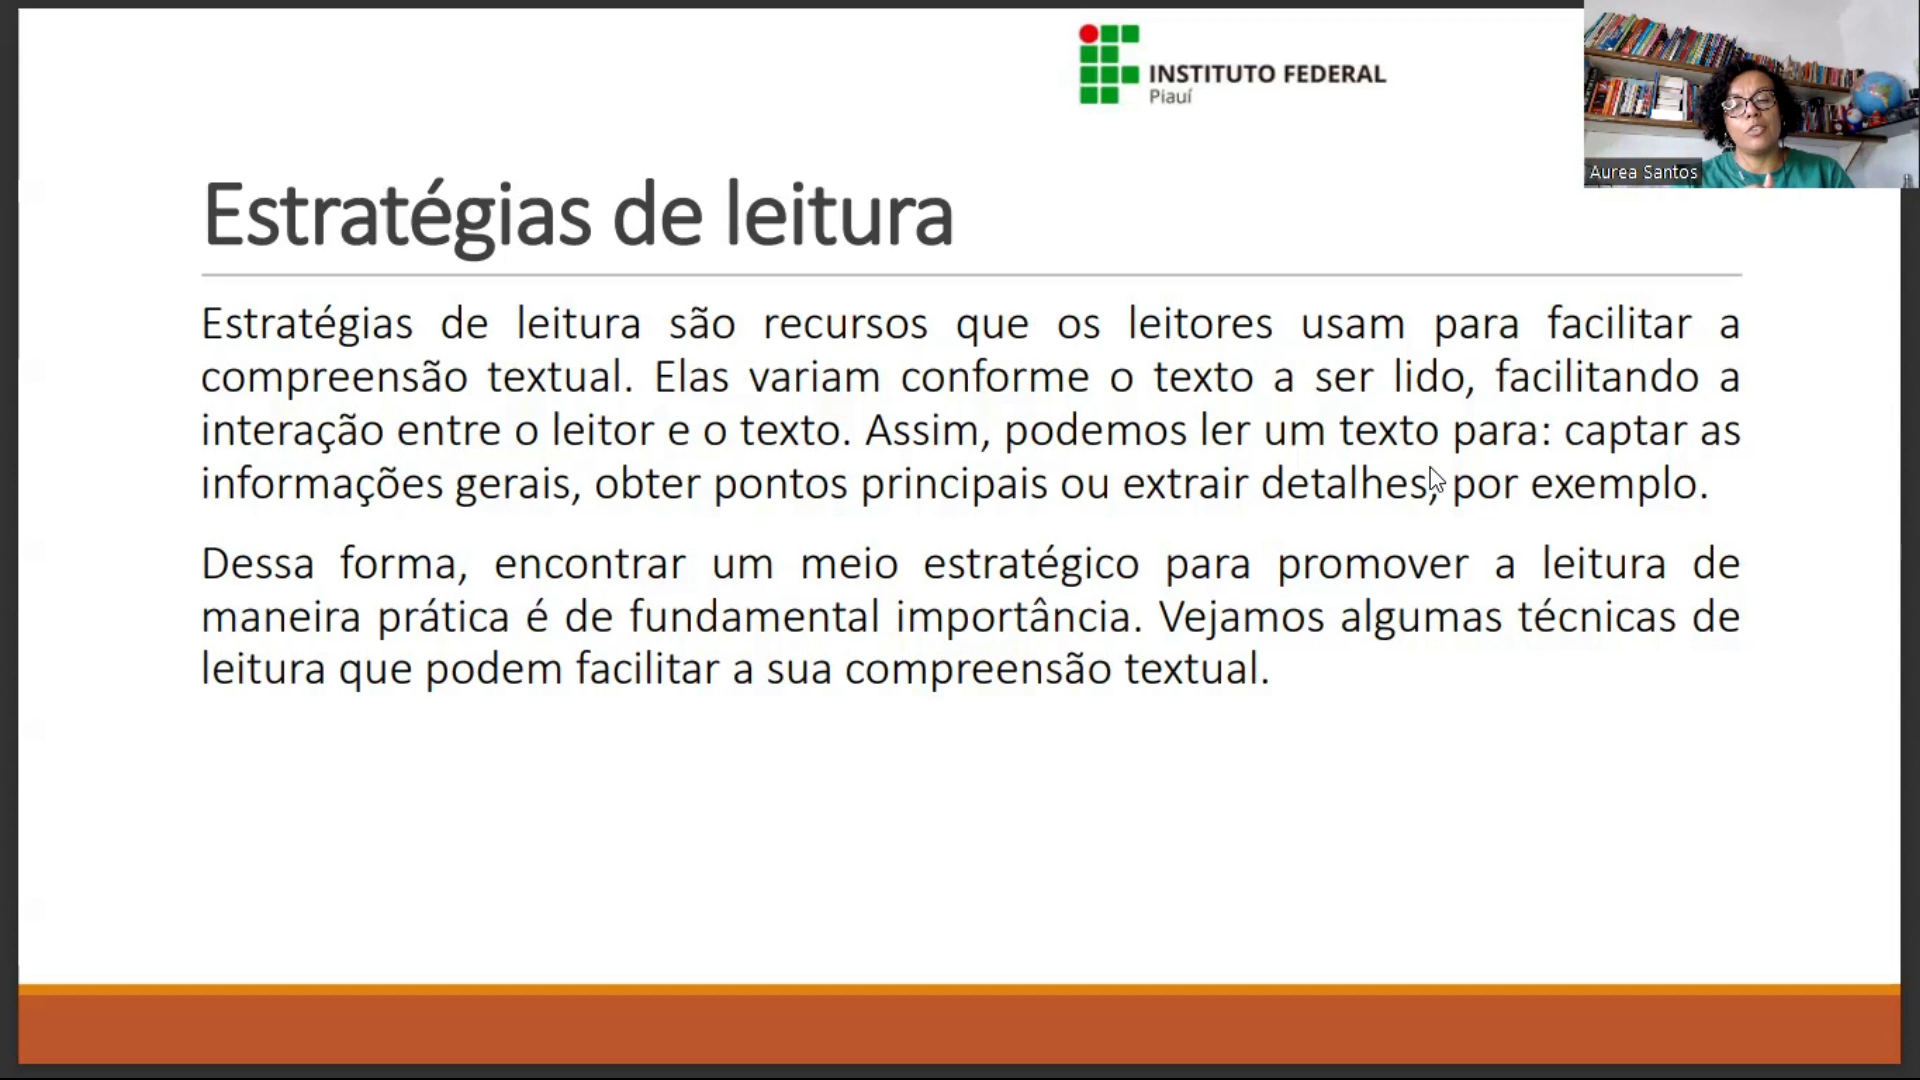 INSTITUTO FEDERAL
Piauí
Aurea Santos
Estratégias de leitura
Estratégias de leitura são recursos que os leitores usam para facilitar a
compreensão textual. Elas variam conforme o texto a ser lido, facilitando a
interação entre o leitor e o texto. Assim, podemos ler um texto para: captar as
informações gerais, obter pontos principais ou extrair detalhes, por exemplo.
Dessa forma, encontrar um meio estratégico para promover a leitura de
maneira prática é de fundamental importância. Vejamos algumas técnicas de
leitura que podem facilitar a sua compreensão textual.